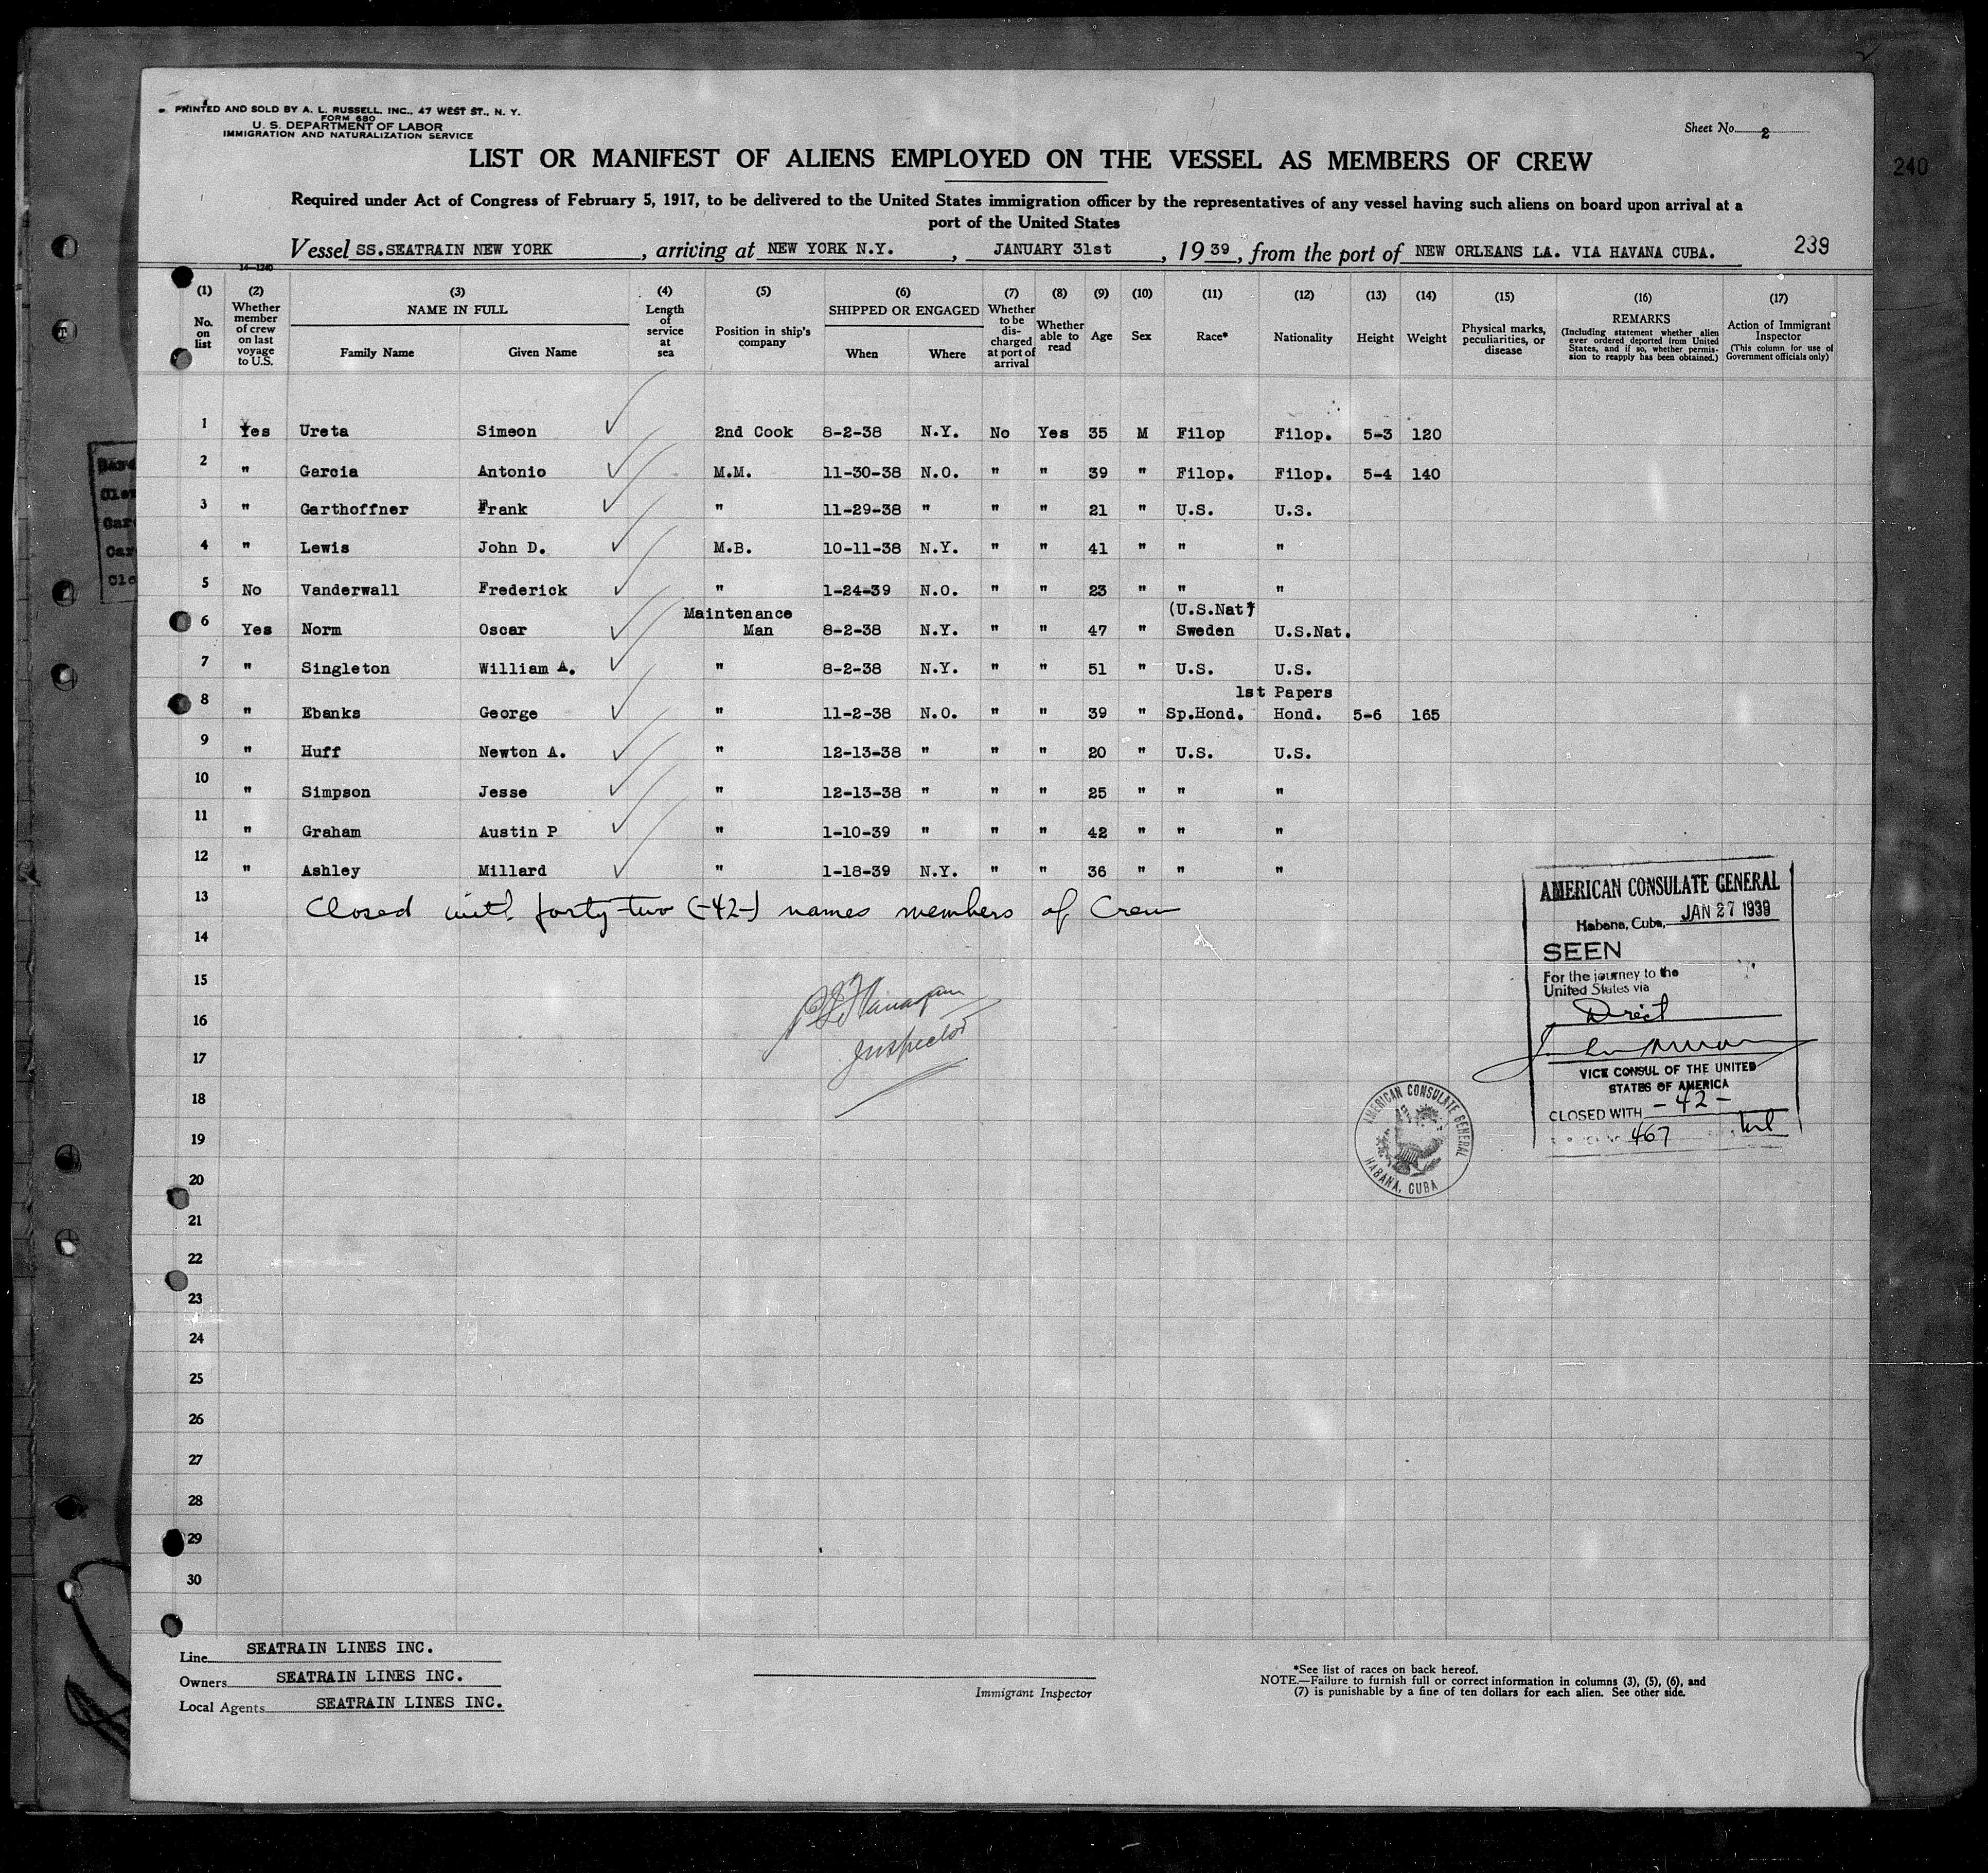 PRINTED AND SOLD BY A. L. RUSSELL. INC., 47 WEST ST., N. Y.
FORM 680
U. S. DEPARTMENT OF LABOR
IMMIGRATION AND NATURALIZATION SERVICE
Sheet No. 2
LIST OR MANIFEST OF ALIENS EMPLOYED ON THE VESSEL AS MEMBERS OF CREW
240
Required under Act of Congress of February 5, 1917, to be delivered to the United States immigration officer by the representatives of any vessel having such aliens on board upon arrival at a
port of the United States
Vessel SS.SEATRAIN NEW YORK, arriving at NEW YORK N.Y., JANUARY 31st, 19 39, from the port of NEW ORLEANS LA. VIA HAVANA CUBA.
239
14-1240
(1) No. on list
(2) Whether member of crew on last voyage to U.S.
(3) NAME IN FULL Family Name Given Name
(4) Length of service at sea
(5) Position in ship's company
(6) SHIPPED OR ENGAGED When Where
(7) Whether to be discharged at port of arrival
(8) Whether able to read
(9) Age
(10) Sex
(11) Race*
(12) Nationality
(13) Height
(14) Weight
(15) Physical marks, peculiarities, or disease
(16) REMARKS (Including statement whether alien ever ordered deported from United States, and if so, whether permission to reapply has been obtained.)
(17) Action of Immigrant Inspector (This column for use of Government officials only)
1 Yes Ureta Simeon 2nd Cook 8-2-38 N.Y. No Yes 35 M Filop Filop. 5-3 120
2 " Garcia Antonio M.M. 11-30-38 N.O. " " 39 " Filop. Filop. 5-4 140
3 " Garthoffner Frank " 11-29-38 " " " 21 " U.S. U.S.
4 " Lewis John D. M.B. 10-11-38 N.Y. " " 41 " " "
5 No Vanderwall Frederick " 1-24-39 N.O. " " 23 " " "
Maintenance (U.S.Nat)
6 Yes Norm Oscar Man 8-2-38 N.Y. " " 47 " Sweden U.S.Nat.
7 " Singleton William A. " 8-2-38 N.Y. " " 51 " U.S. U.S.
1st Papers
8 " Ebanks George " 11-2-38 N.O. " " 39 " Sp.Hond. Hond. 5-6 165
9 " Huff Newton A. " 12-13-38 " " " 20 " U.S. U.S.
10 " Simpson Jesse " 12-13-38 " " " 25 " " "
11 " Graham Austin P " 1-10-39 " " " 42 " " "
12 " Ashley Millard " 1-18-39 N.Y. " " 36 " " "
13 Closed with forty-two (-42-) names members of Crew
14
15
16
Inspector
17
18
19
20
21
22
23
24
25
26
27
28
29
30
AMERICAN CONSULATE GENERAL
Habana, Cuba, JAN 27 1939
SEEN
For the journey to the
United States via
Direct
VICE CONSUL OF THE UNITED
STATES OF AMERICA
CLOSED WITH -42-
467
AMERICAN CONSULATE GENERAL
HABANA, CUBA
Line SEATRAIN LINES INC.
Owners SEATRAIN LINES INC.
Local Agents SEATRAIN LINES INC.
Immigrant Inspector
*See list of races on back hereof.
NOTE.—Failure to furnish full or correct information in columns (3), (5), (6), and
(7) is punishable by a fine of ten dollars for each alien. See other side.